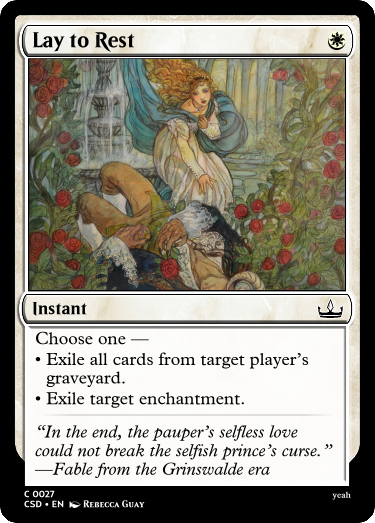 Lay to Rest
Instant
Choose one —
• Exile all cards from target player's
graveyard.
• Exile target enchantment.
“In the end, the pauper's selfless love
could not break the selfish prince's curse.”
—Fable from the Grinswalde era
C 0027
yeah
CSD • EN Rebecca Guay